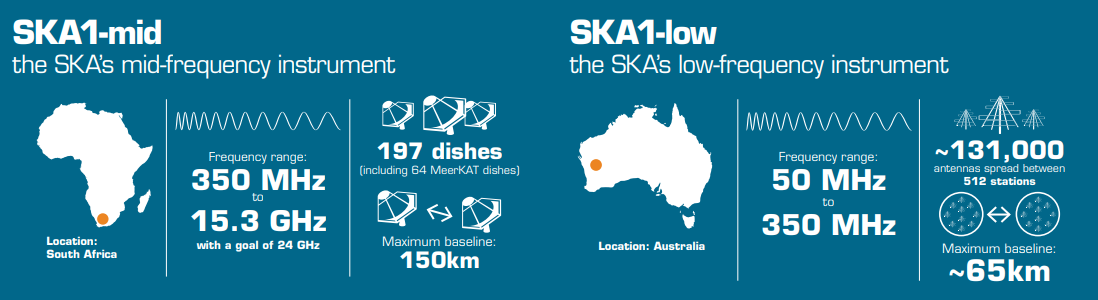 SKA1-mid
the SKA's mid-frequency instrument
Location:
South Africa
Frequency range:
350 MHz
to
15.3 GHz
with a goal of 24 GHz
197 dishes
(including 64 MeerKAT dishes)
Maximum baseline:
150km
SKA1-low
the SKA's low-frequency instrument
Location: Australia
Frequency range:
50 MHz
to
350 MHz
~131,000
antennas spread between
512 stations
Maximum baseline:
~65km